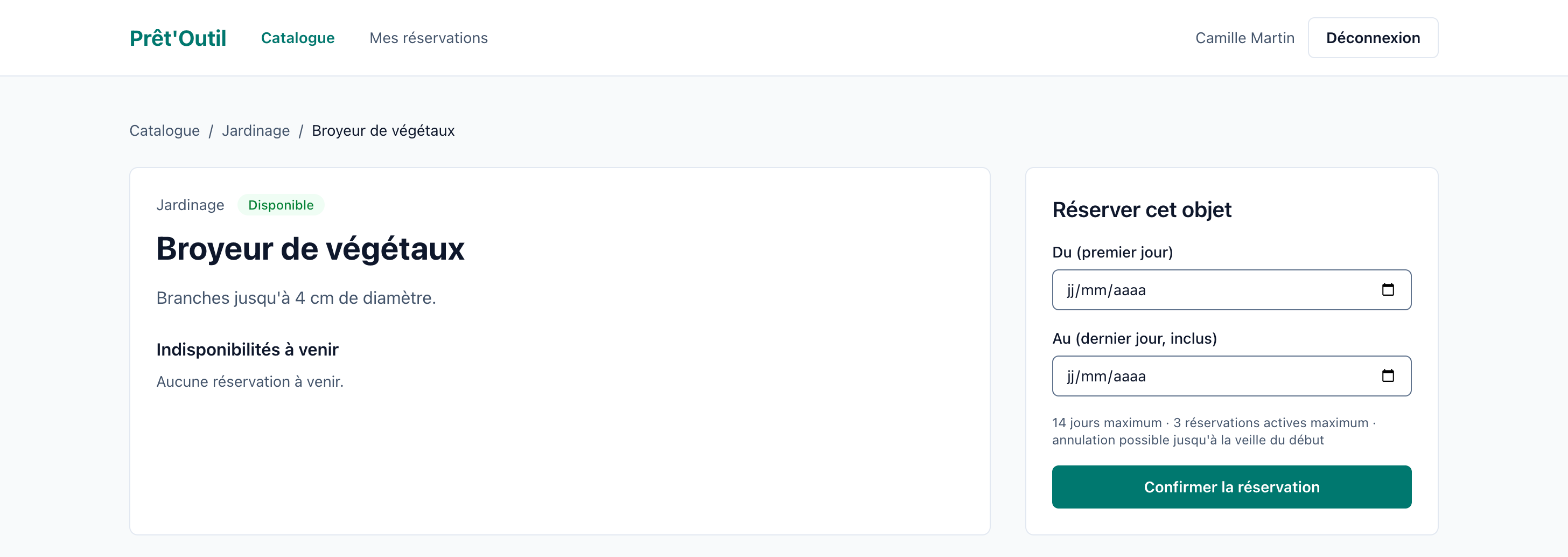 Prêt'Outil
Catalogue
Mes réservations
Camille Martin
Déconnexion
Catalogue / Jardinage / Broyeur de végétaux
Jardinage
Disponible
Broyeur de végétaux
Branches jusqu'à 4 cm de diamètre.
Indisponibilités à venir
Aucune réservation à venir.
Réserver cet objet
Du (premier jour)
jj/mm/aaaa
Au (dernier jour, inclus)
jj/mm/aaaa
14 jours maximum · 3 réservations actives maximum ·
annulation possible jusqu'à la veille du début
Confirmer la réservation